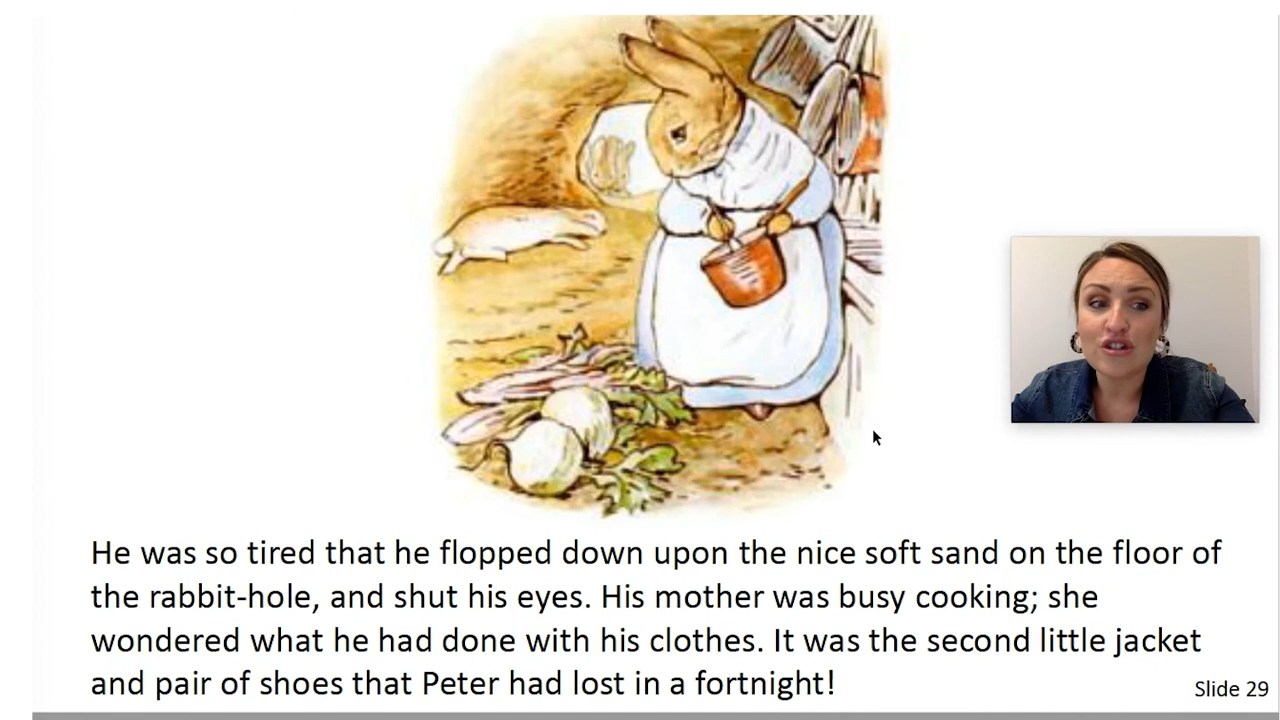 He was so tired that he flopped down upon the nice soft sand on the floor of
the rabbit-hole, and shut his eyes. His mother was busy cooking; she
wondered what he had done with his clothes. It was the second little jacket
and pair of shoes that Peter had lost in a fortnight!
Slide 29